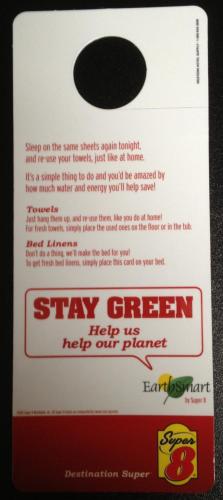 Sleep on the same sheets again tonight,
and re-use your towels, just like at home.
It's a simple thing to do and you'd be amazed by
how much water and energy you'll help save!
Towels
Just hang them up, and re-use them, like you do at home!
For fresh towels, simply place the used ones on the floor or in the tub.
Bed Linens
Don't do a thing, we'll make the bed for you!
To get fresh bed linens, simply place this card on your bed.
STAY GREEN
Help us
help our planet
EarthSmart
by Super 8
Super
8
Destination Super